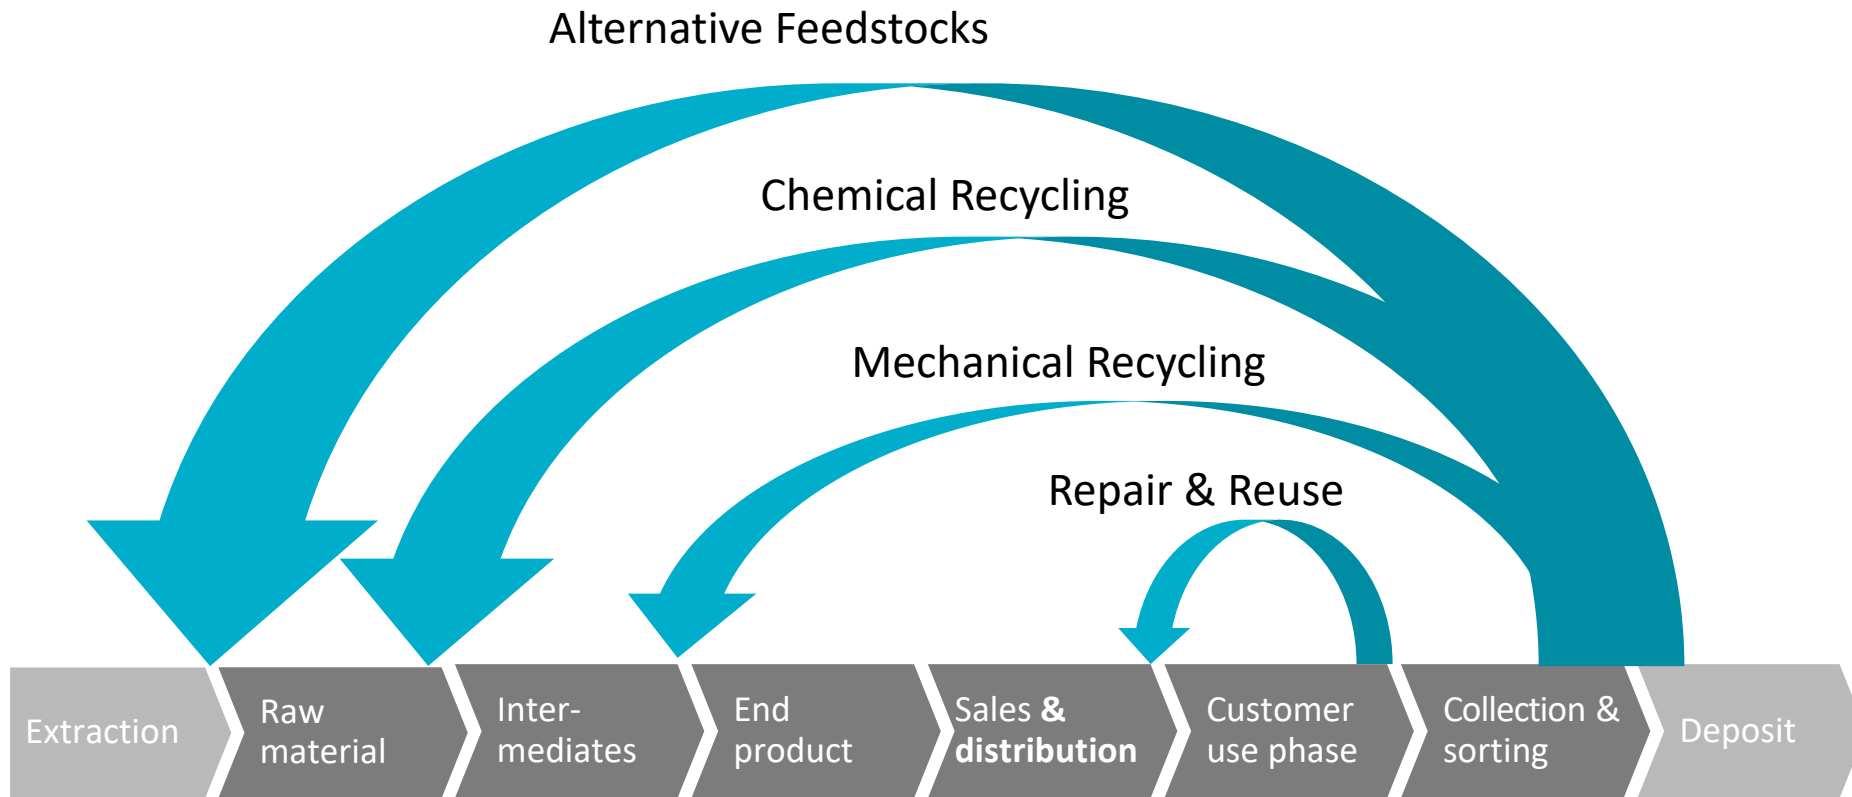 Alternative Feedstocks
Chemical Recycling
Mechanical Recycling
Repair & Reuse
Extraction
Raw
material
Inter-
mediates
End
product
Sales &
distribution
Customer
use phase
Collection &
sorting
Deposit